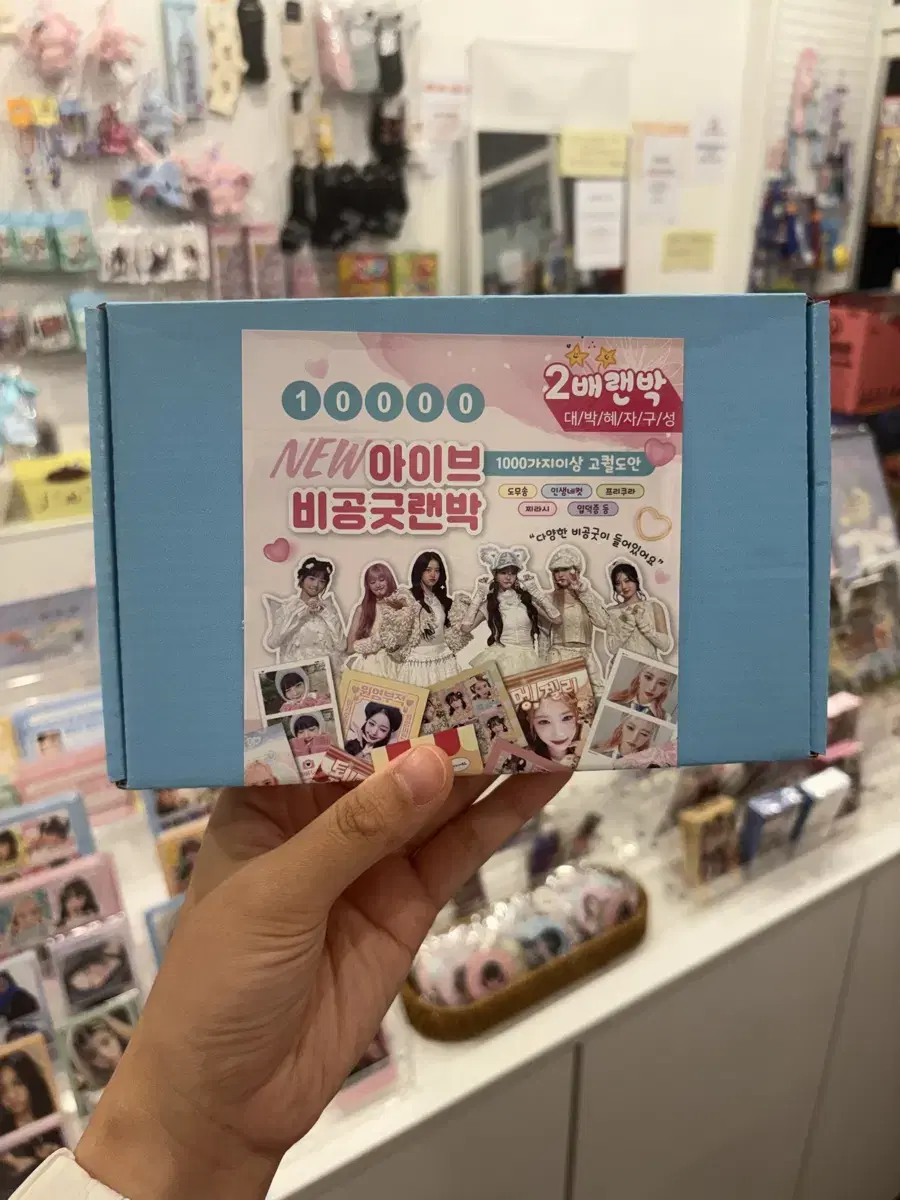 10000
2배랜박
대/박/혜/자/구/성
NEW 아이브
비공굿랜박
1000가지이상 고퀄도안
도무송 인생네컷 프리쿠라
찌라시 입덕증 등
"다양한 비공굿이 들어있어요"